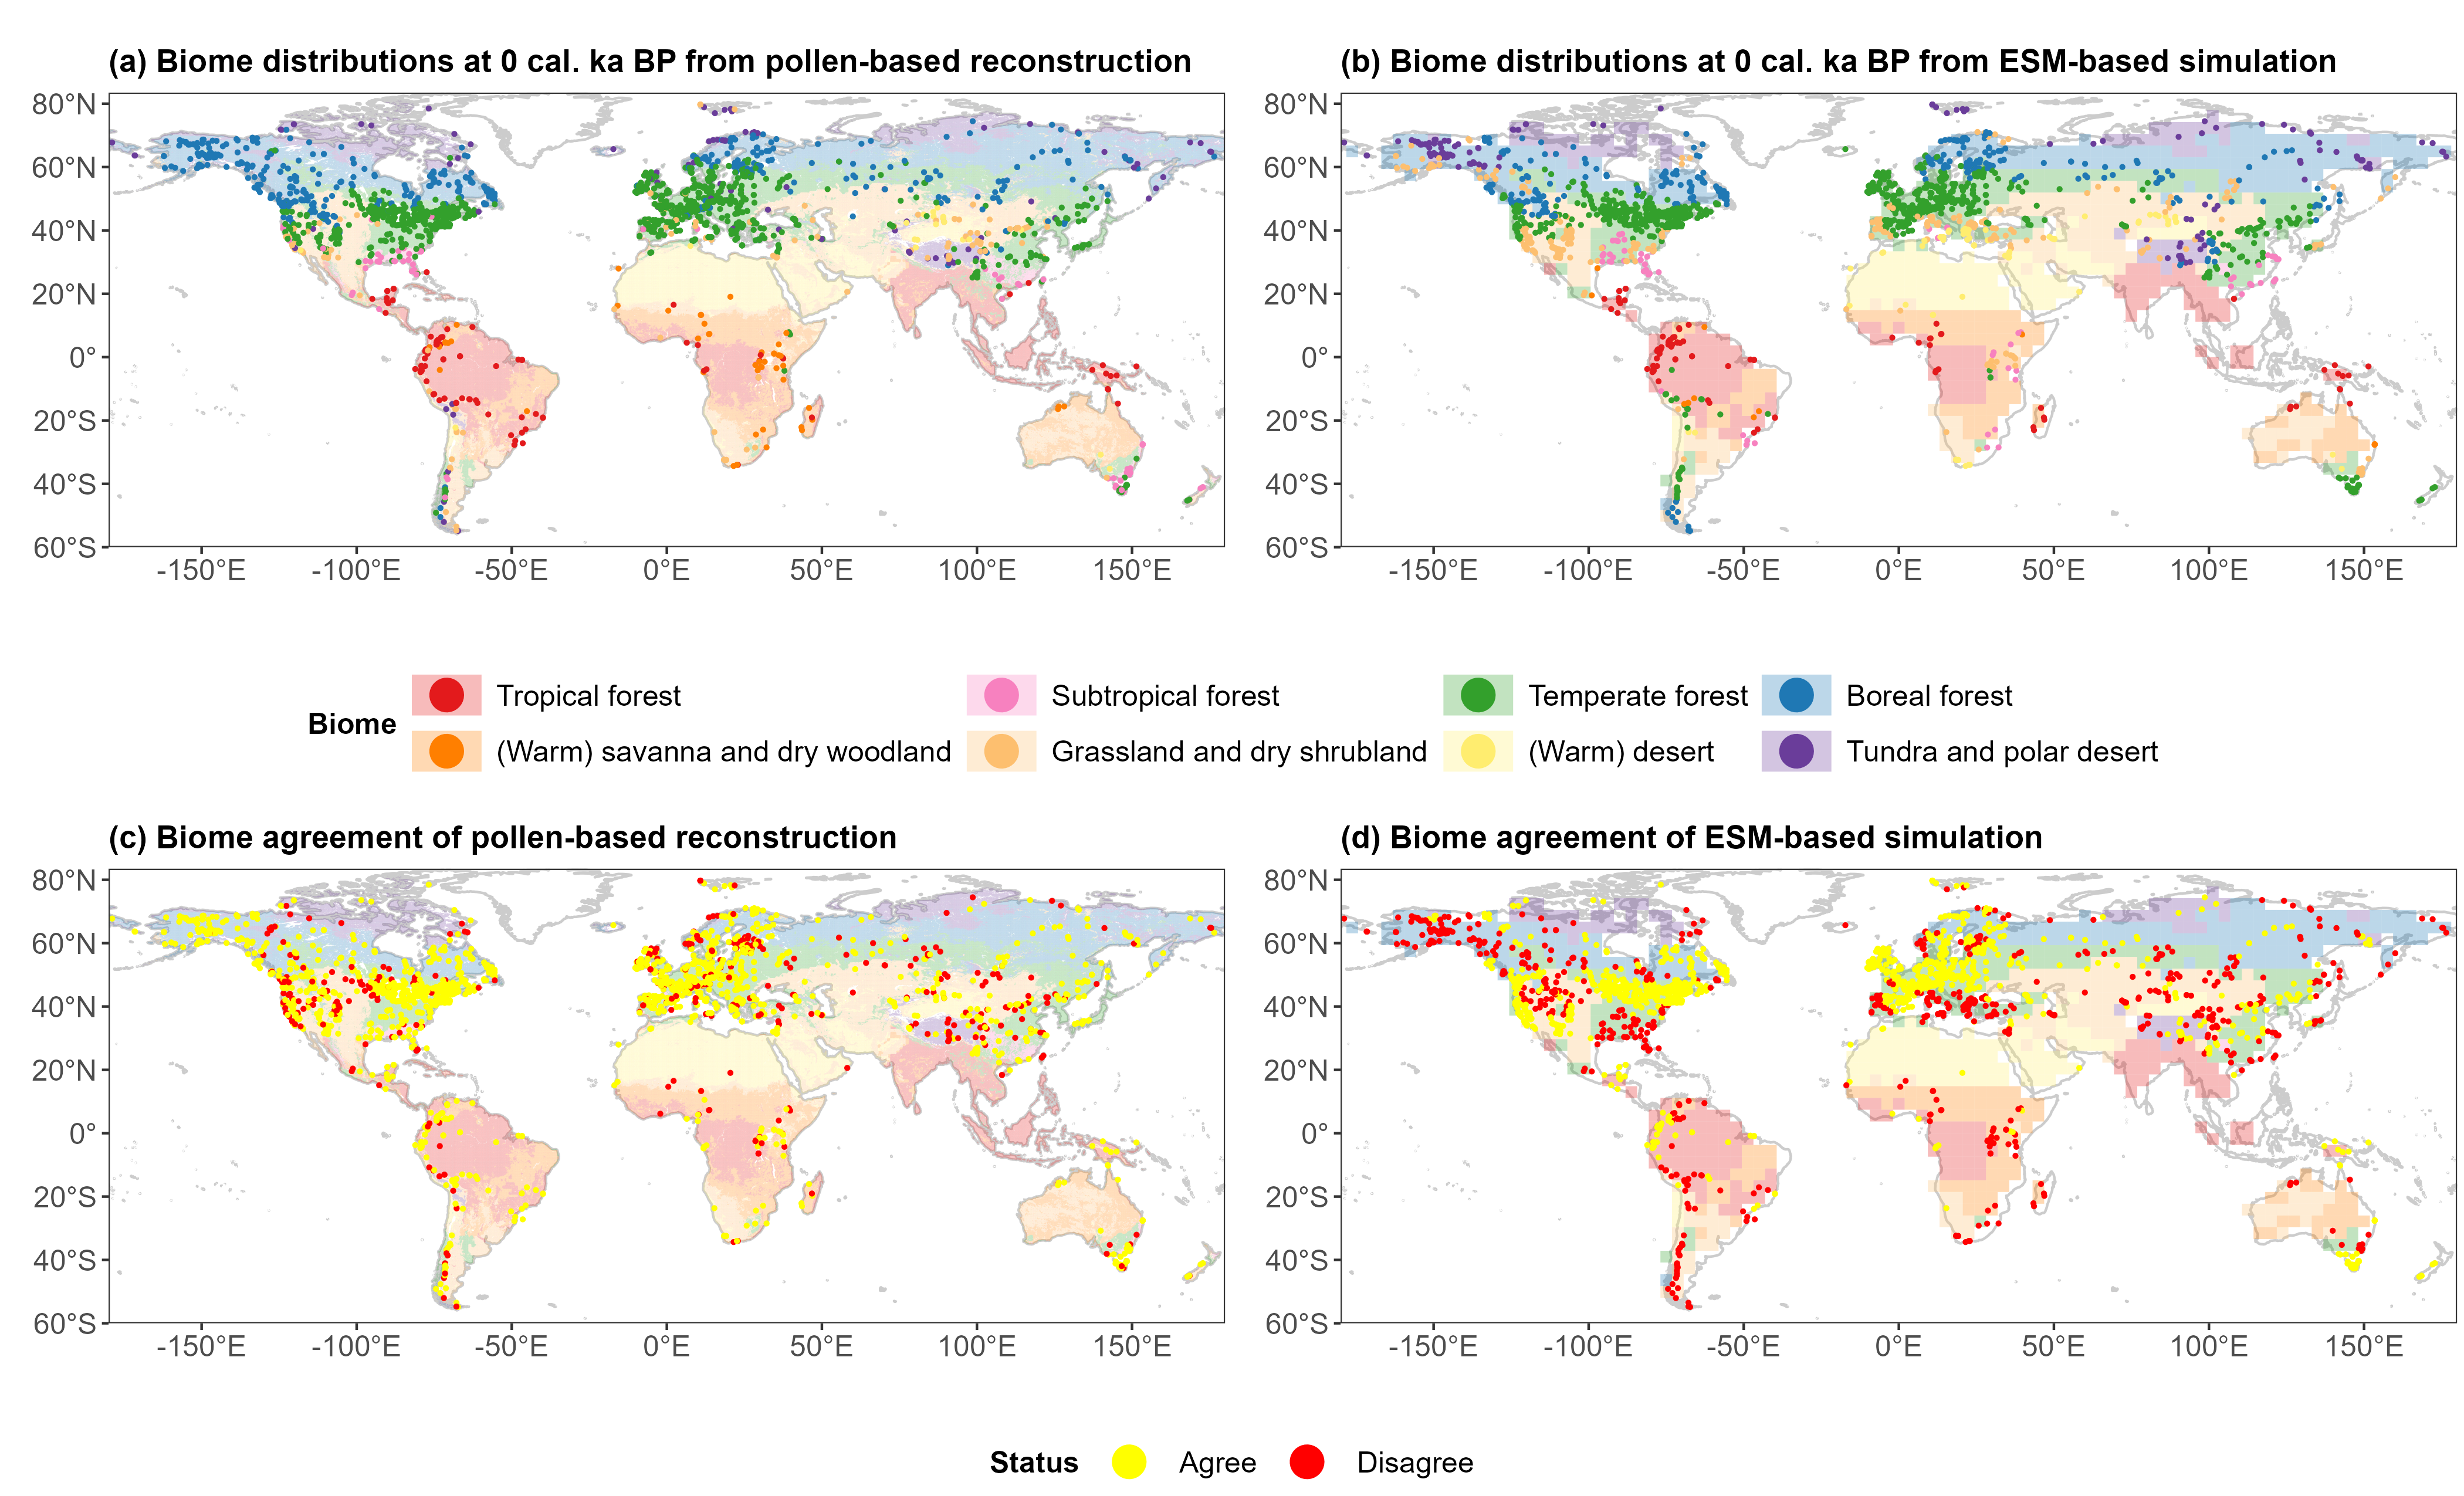 (a) Biome distributions at 0 cal. ka BP from pollen-based reconstruction
80°N
60°N
40°N
20°N
0°
20°S
40°S
60°S
-150°E -100°E -50°E 0°E 50°E 100°E 150°E
(b) Biome distributions at 0 cal. ka BP from ESM-based simulation
80°N
60°N
40°N
20°N
0°
20°S
40°S
60°S
-150°E -100°E -50°E 0°E 50°E 100°E 150°E
Biome
Tropical forest Subtropical forest Temperate forest Boreal forest
(Warm) savanna and dry woodland Grassland and dry shrubland (Warm) desert Tundra and polar desert
(c) Biome agreement of pollen-based reconstruction
80°N
60°N
40°N
20°N
0°
20°S
40°S
60°S
-150°E -100°E -50°E 0°E 50°E 100°E 150°E
(d) Biome agreement of ESM-based simulation
80°N
60°N
40°N
20°N
0°
20°S
40°S
60°S
-150°E -100°E -50°E 0°E 50°E 100°E 150°E
Status Agree Disagree